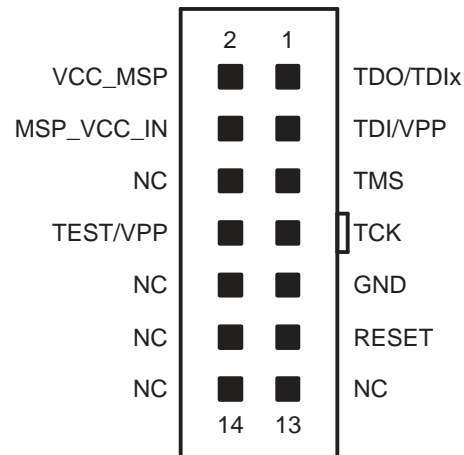 2 1
VCC_MSP TDO/TDIx
MSP_VCC_IN TDI/VPP
NC TMS
TEST/VPP TCK
NC GND
NC RESET
NC NC
14 13